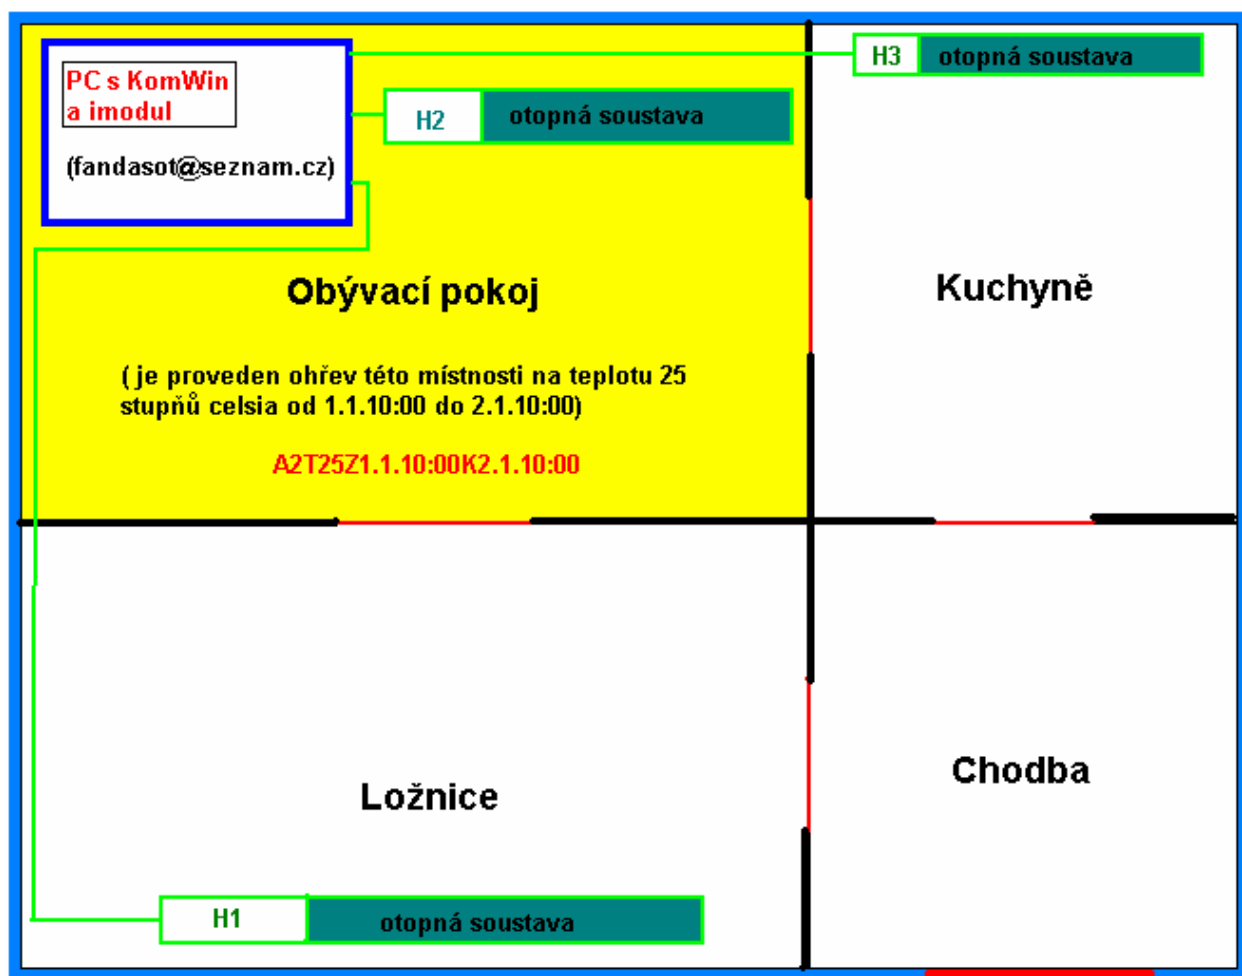 PC s KomWin
a imodul
(fandasot@seznam.cz)
H2 otopná soustava
H3 otopná soustava
Obývací pokoj
Kuchyně
( je proveden ohřev této místnosti na teplotu 25
stupňů celsia od 1.1.10:00 do 2.1.10:00)
A2T25Z1.1.10:00K2.1.10:00
Ložnice
Chodba
H1 otopná soustava